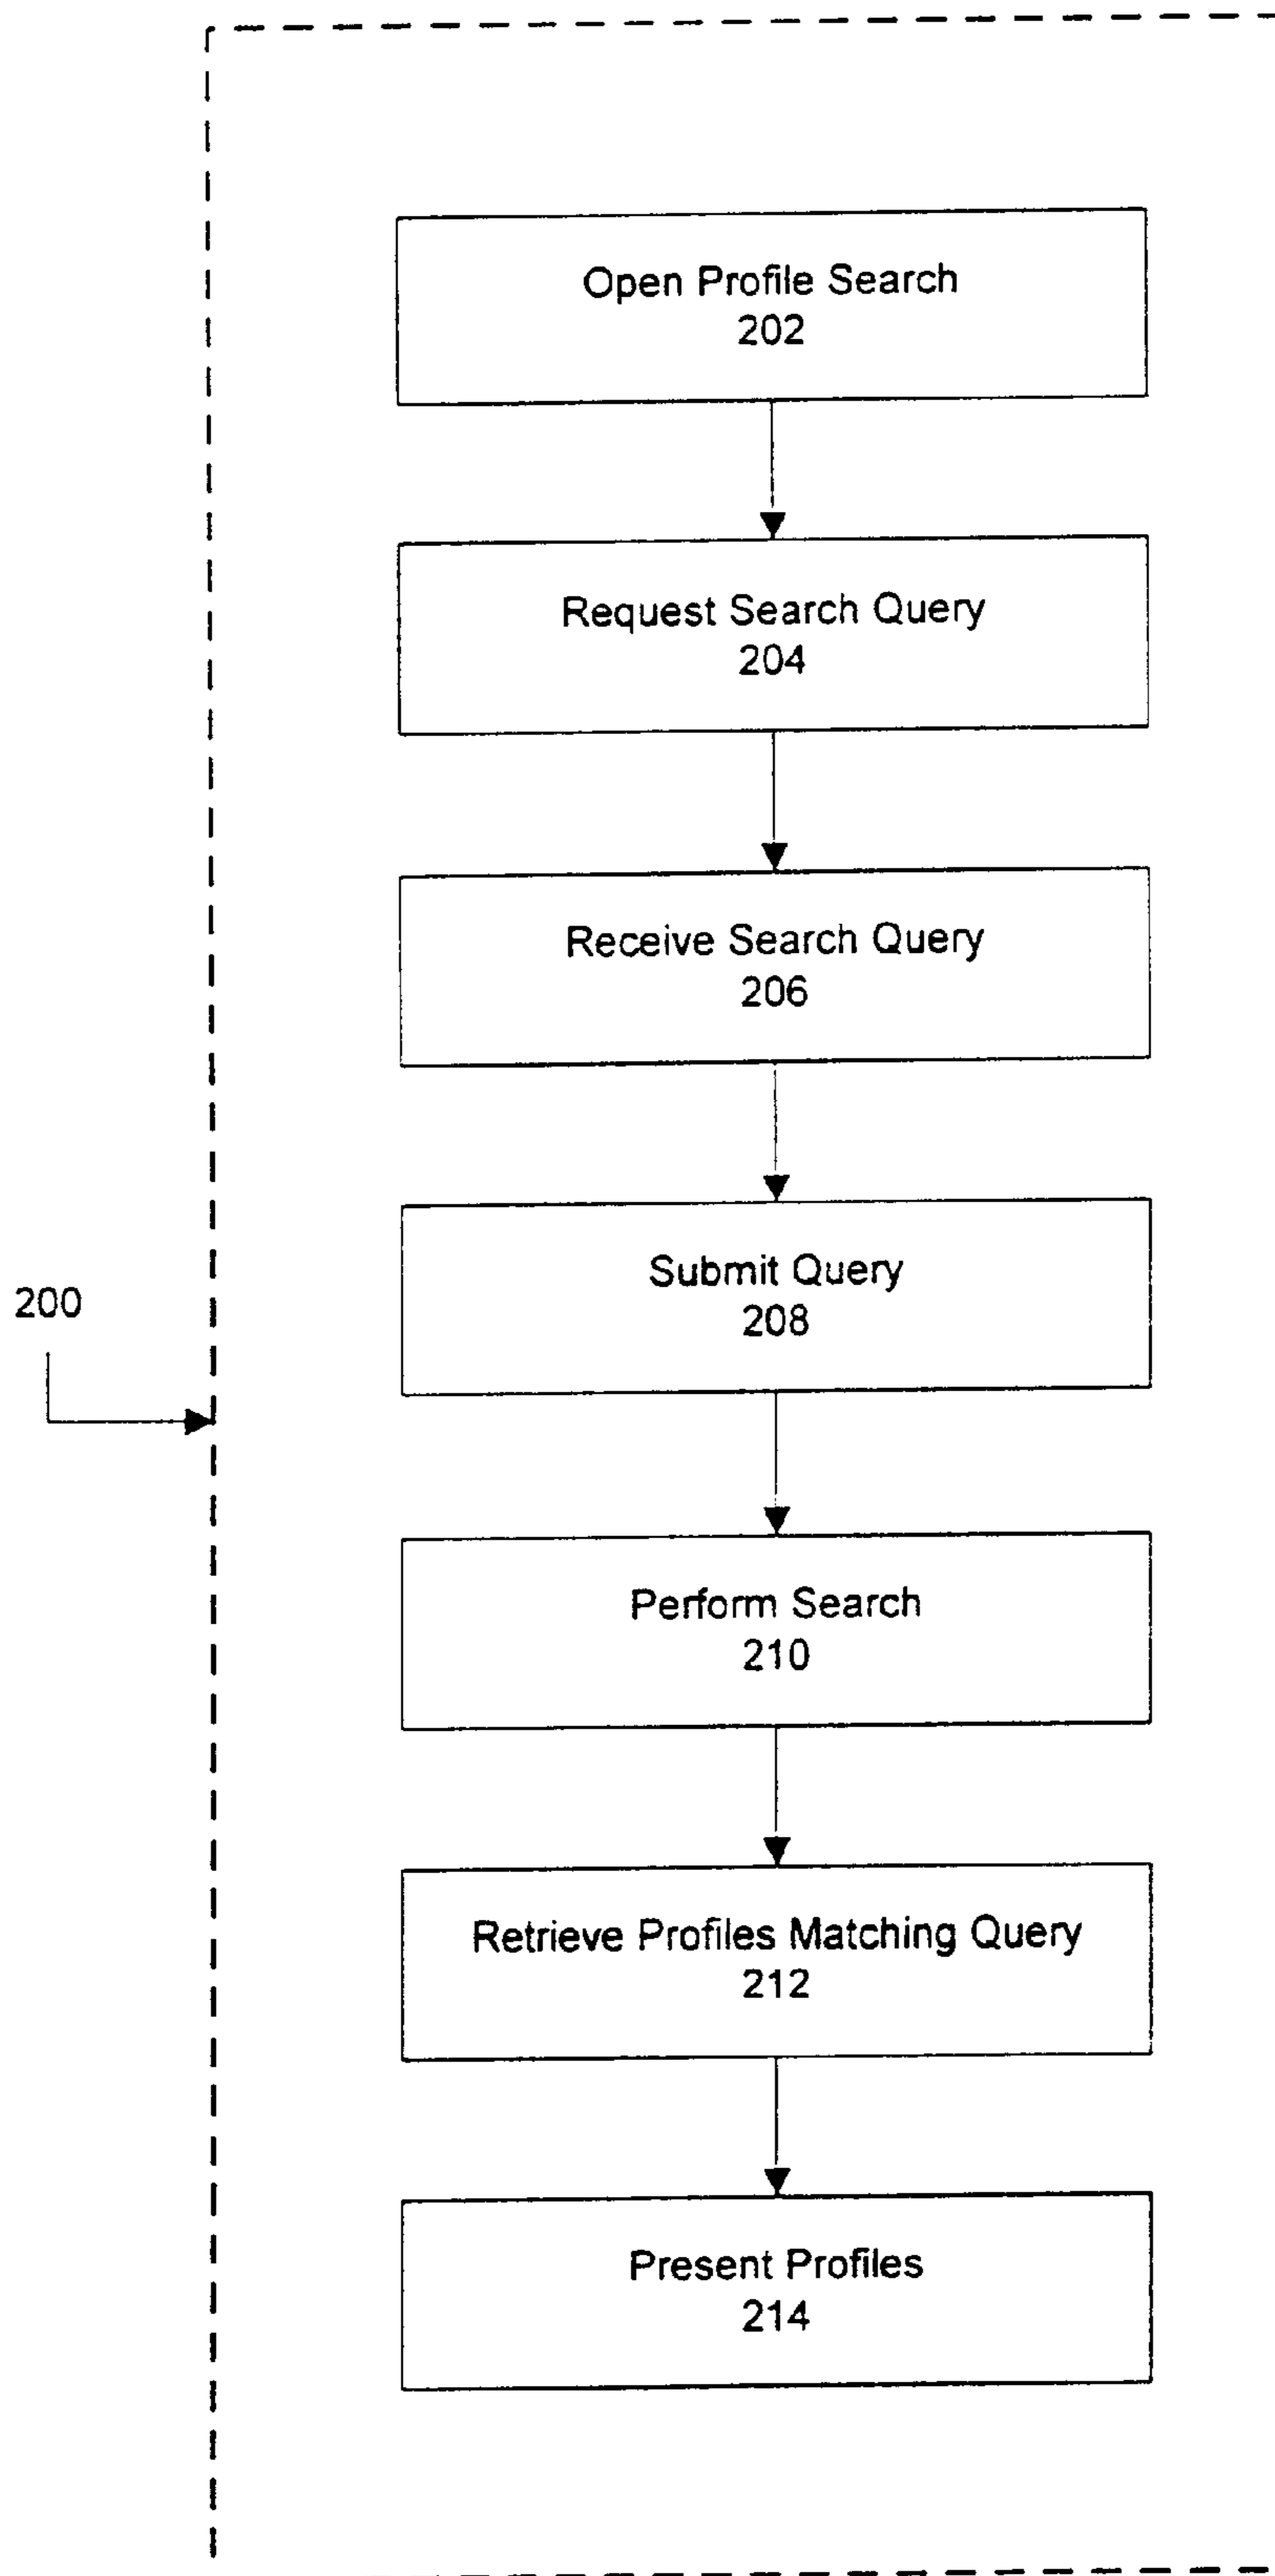 Open Profile Search
202
Request Search Query
204
Receive Search Query
206
Submit Query
208
200
Perform Search
210
Retrieve Profiles Matching Query
212
Present Profiles
214